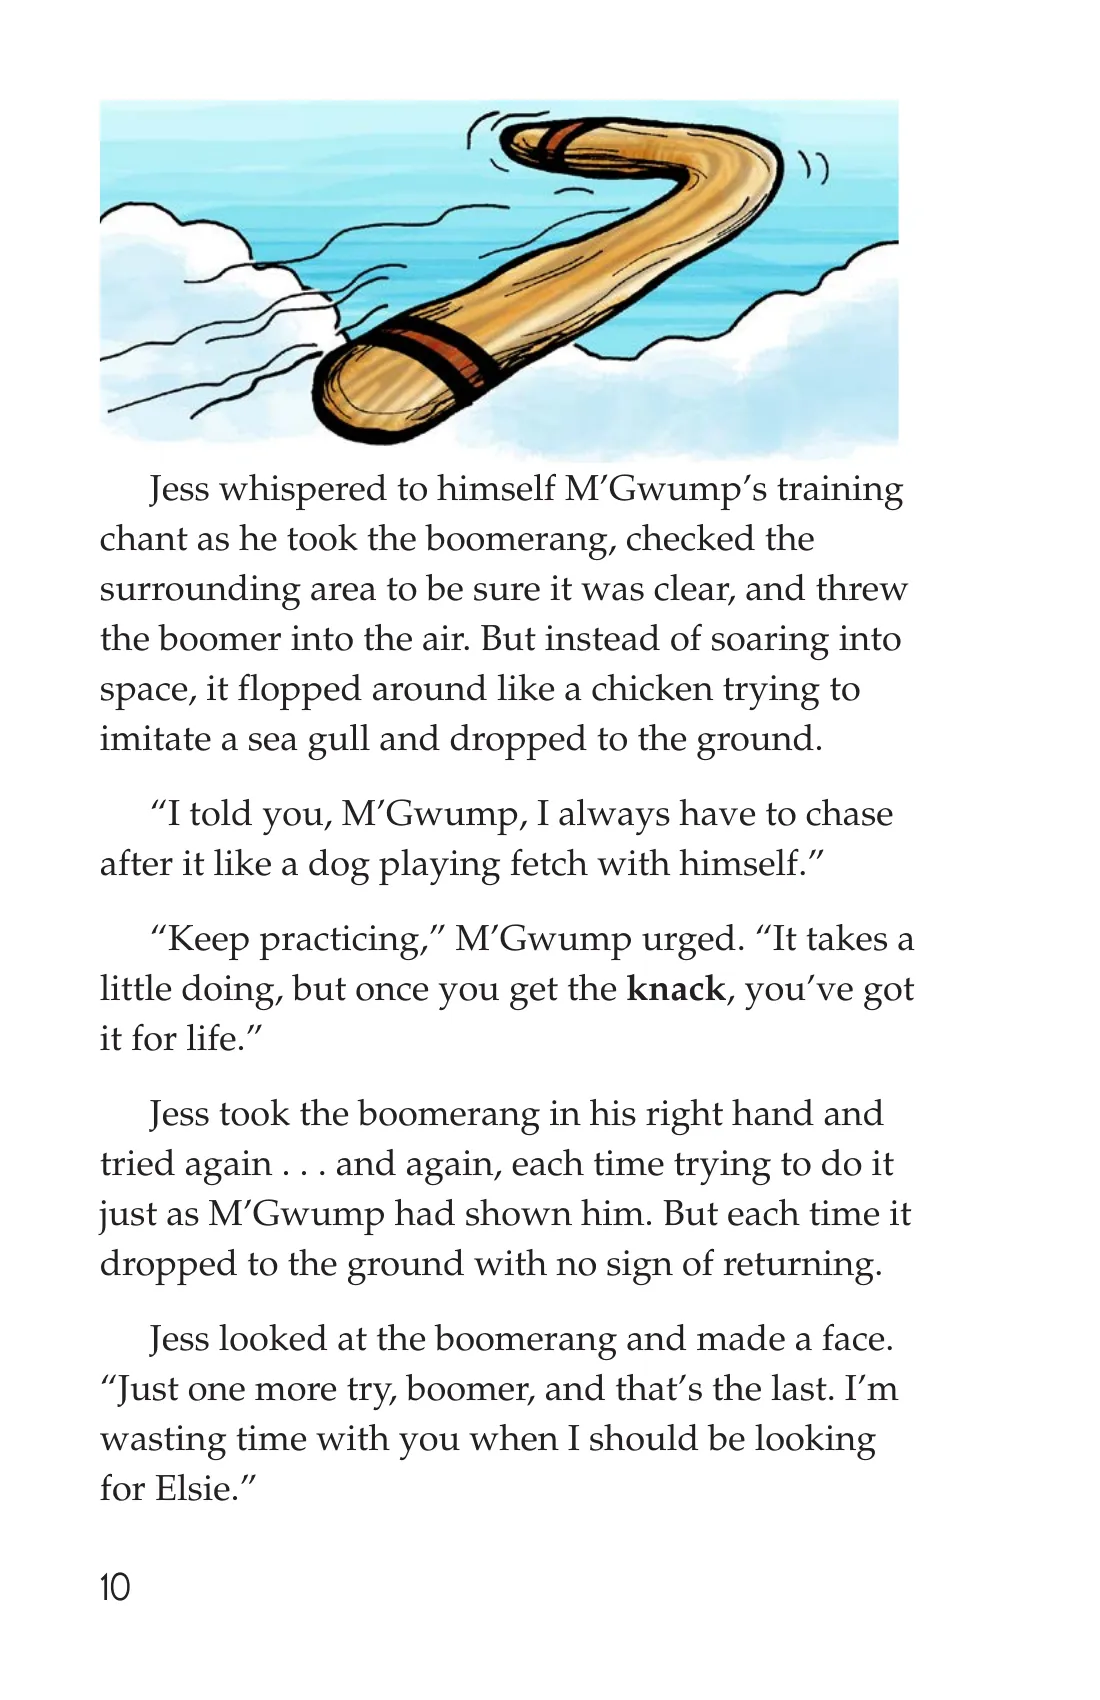 Jess whispered to himself M’Gwump’s training
chant as he took the boomerang, checked the
surrounding area to be sure it was clear, and threw
the boomer into the air. But instead of soaring into
space, it flopped around like a chicken trying to
imitate a sea gull and dropped to the ground.
“I told you, M’Gwump, I always have to chase
after it like a dog playing fetch with himself.”
“Keep practicing,” M’Gwump urged. “It takes a
little doing, but once you get the knack, you’ve got
it for life.”
Jess took the boomerang in his right hand and
tried again . . . and again, each time trying to do it
just as M’Gwump had shown him. But each time it
dropped to the ground with no sign of returning.
Jess looked at the boomerang and made a face.
“Just one more try, boomer, and that’s the last. I’m
wasting time with you when I should be looking
for Elsie.”
10